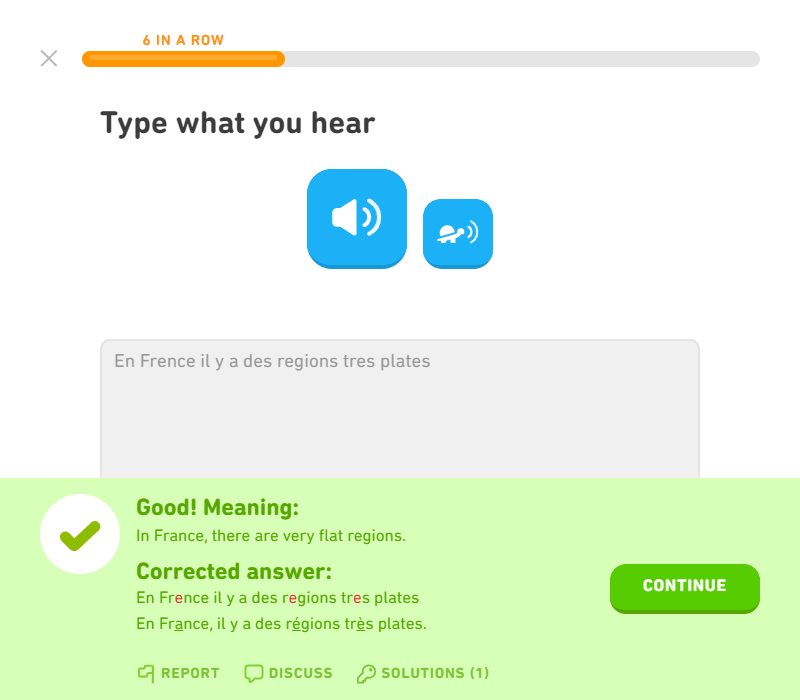 6 IN A ROW
Type what you hear
En Frence il y a des regions tres plates
Good! Meaning:
In France, there are very flat regions.
Corrected answer:
En Frence il y a des regions tres plates
En France, il y a des régions très plates.
CONTINUE
REPORT DISCUSS SOLUTIONS (1)